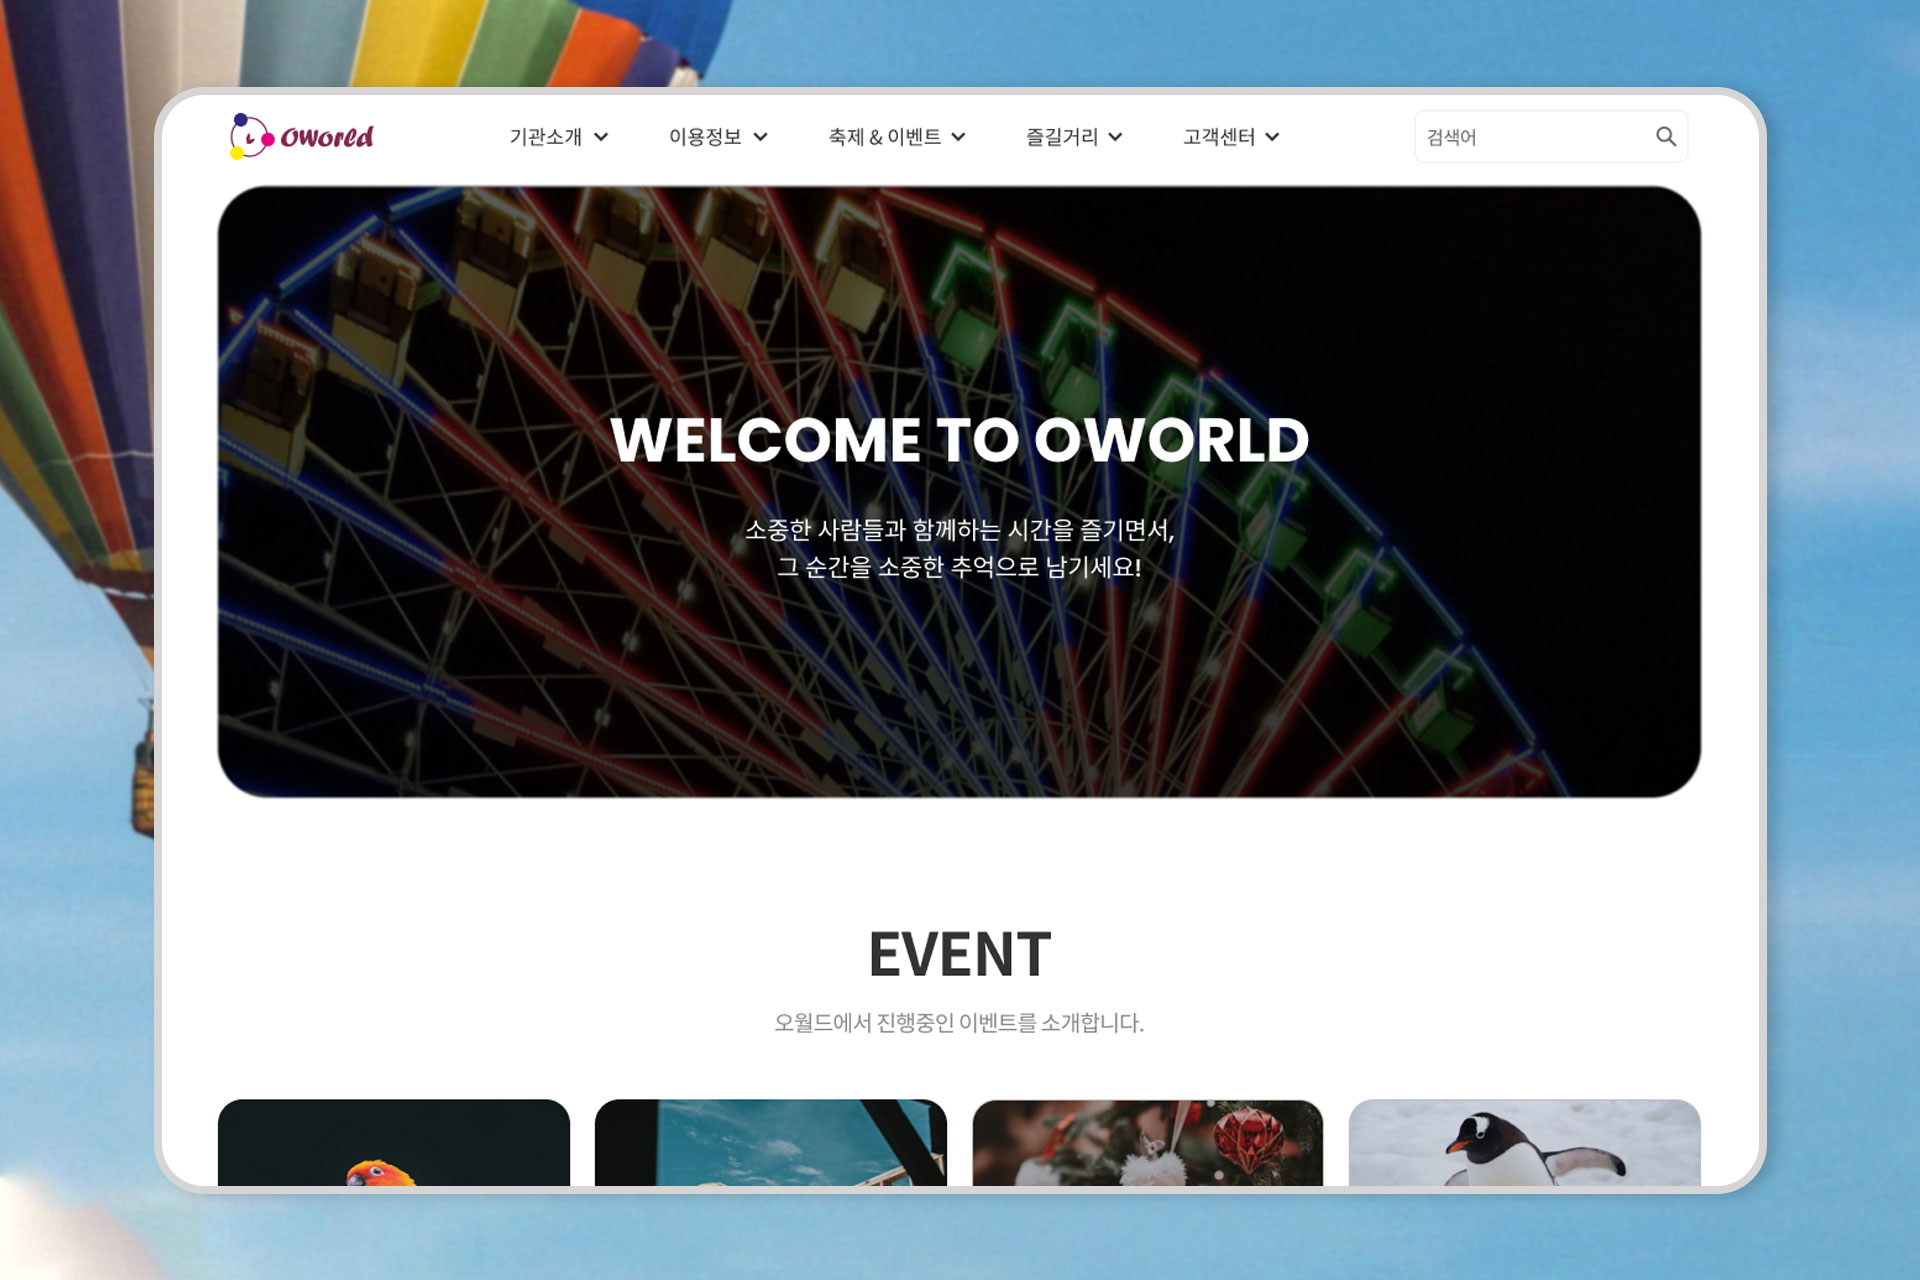 OWorld
기관소개
이용정보
축제 & 이벤트
즐길거리
고객센터
검색어
WELCOME TO OWORLD
소중한 사람들과 함께하는 시간을 즐기면서,
그 순간을 소중한 추억으로 남기세요!
EVENT
오월드에서 진행중인 이벤트를 소개합니다.